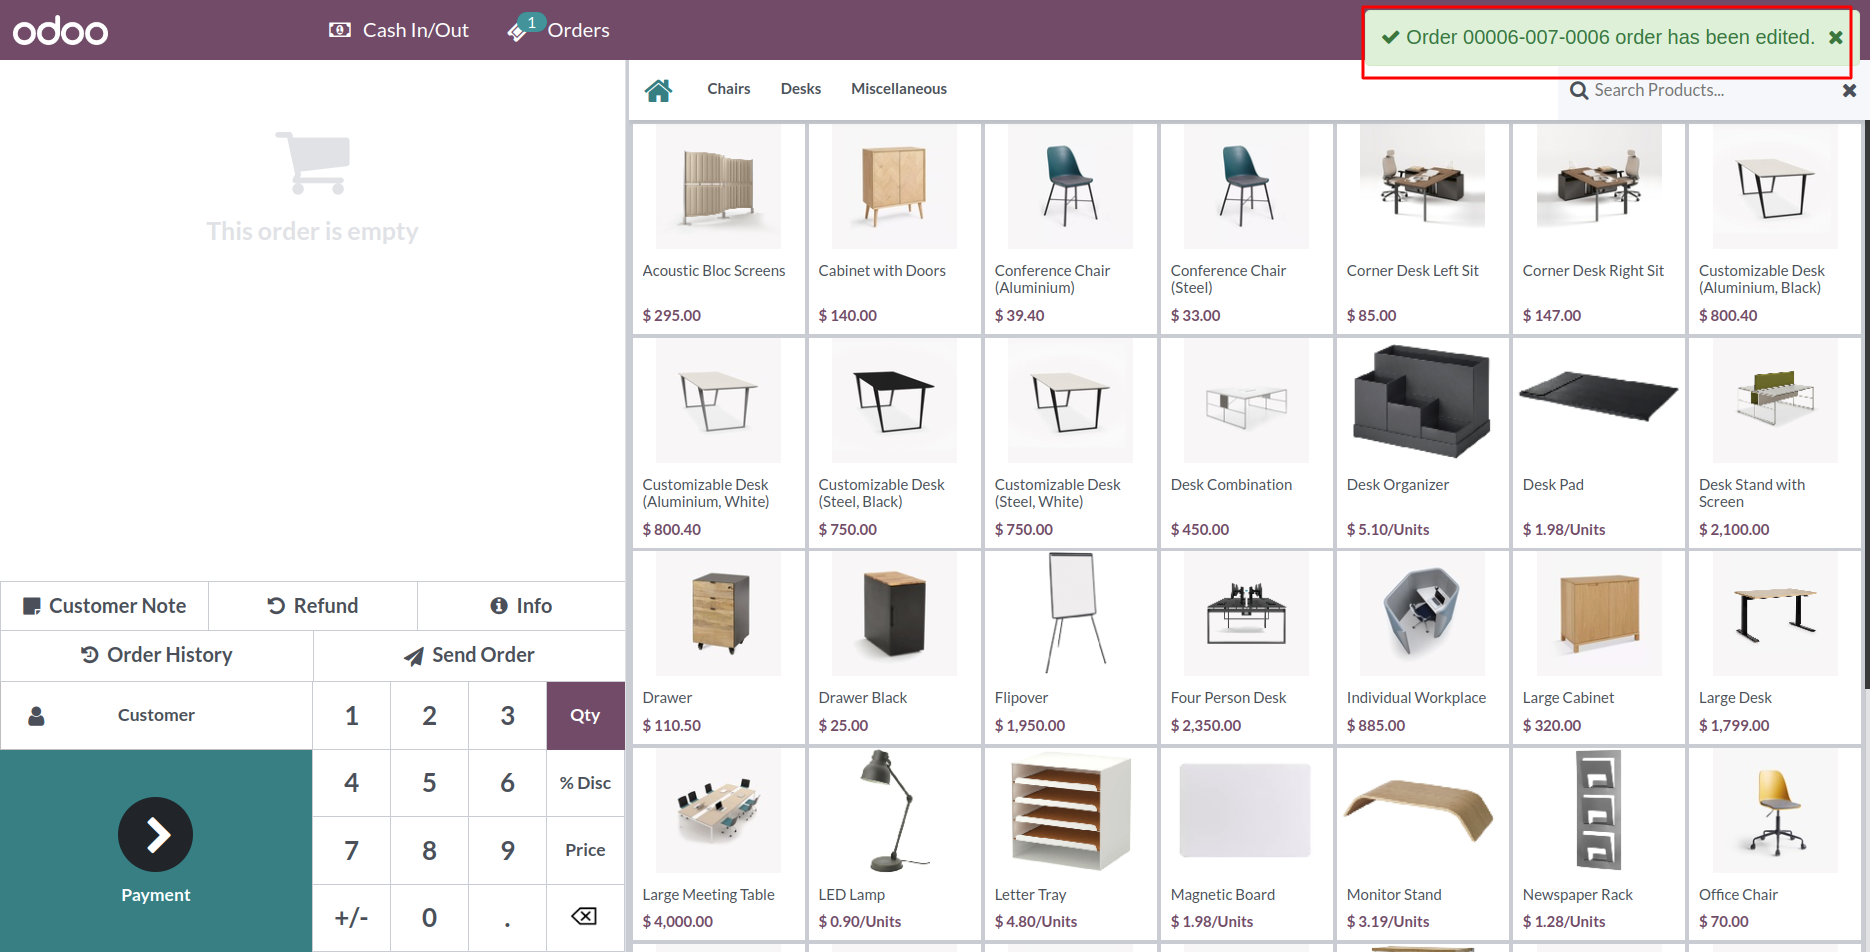 odoo
Cash In/Out
1
Orders
Order 00006-007-0006 order has been edited.
Chairs
Desks
Miscellaneous
Search Products...
This order is empty
Acoustic Bloc Screens
$ 295.00
Cabinet with Doors
$ 140.00
Conference Chair
(Aluminium)
$ 39.40
Conference Chair
(Steel)
$ 33.00
Corner Desk Left Sit
$ 85.00
Corner Desk Right Sit
$ 147.00
Customizable Desk
(Aluminium, Black)
$ 800.40
Customizable Desk
(Aluminium, White)
$ 800.40
Customizable Desk
(Steel, Black)
$ 750.00
Customizable Desk
(Steel, White)
$ 750.00
Desk Combination
$ 450.00
Desk Organizer
$ 5.10/Units
Desk Pad
$ 1.98/Units
Desk Stand with
Screen
$ 2,100.00
Drawer
$ 110.50
Drawer Black
$ 25.00
Flipover
$ 1,950.00
Four Person Desk
$ 2,350.00
Individual Workplace
$ 885.00
Large Cabinet
$ 320.00
Large Desk
$ 1,799.00
Large Meeting Table
$ 4,000.00
LED Lamp
$ 0.90/Units
Letter Tray
$ 4.80/Units
Magnetic Board
$ 1.98/Units
Monitor Stand
$ 3.19/Units
Newspaper Rack
$ 1.28/Units
Office Chair
$ 70.00
Customer Note
Refund
Info
Order History
Send Order
Customer
1
2
3
Qty
4
5
6
% Disc
7
8
9
Price
+/-
0
.
Payment